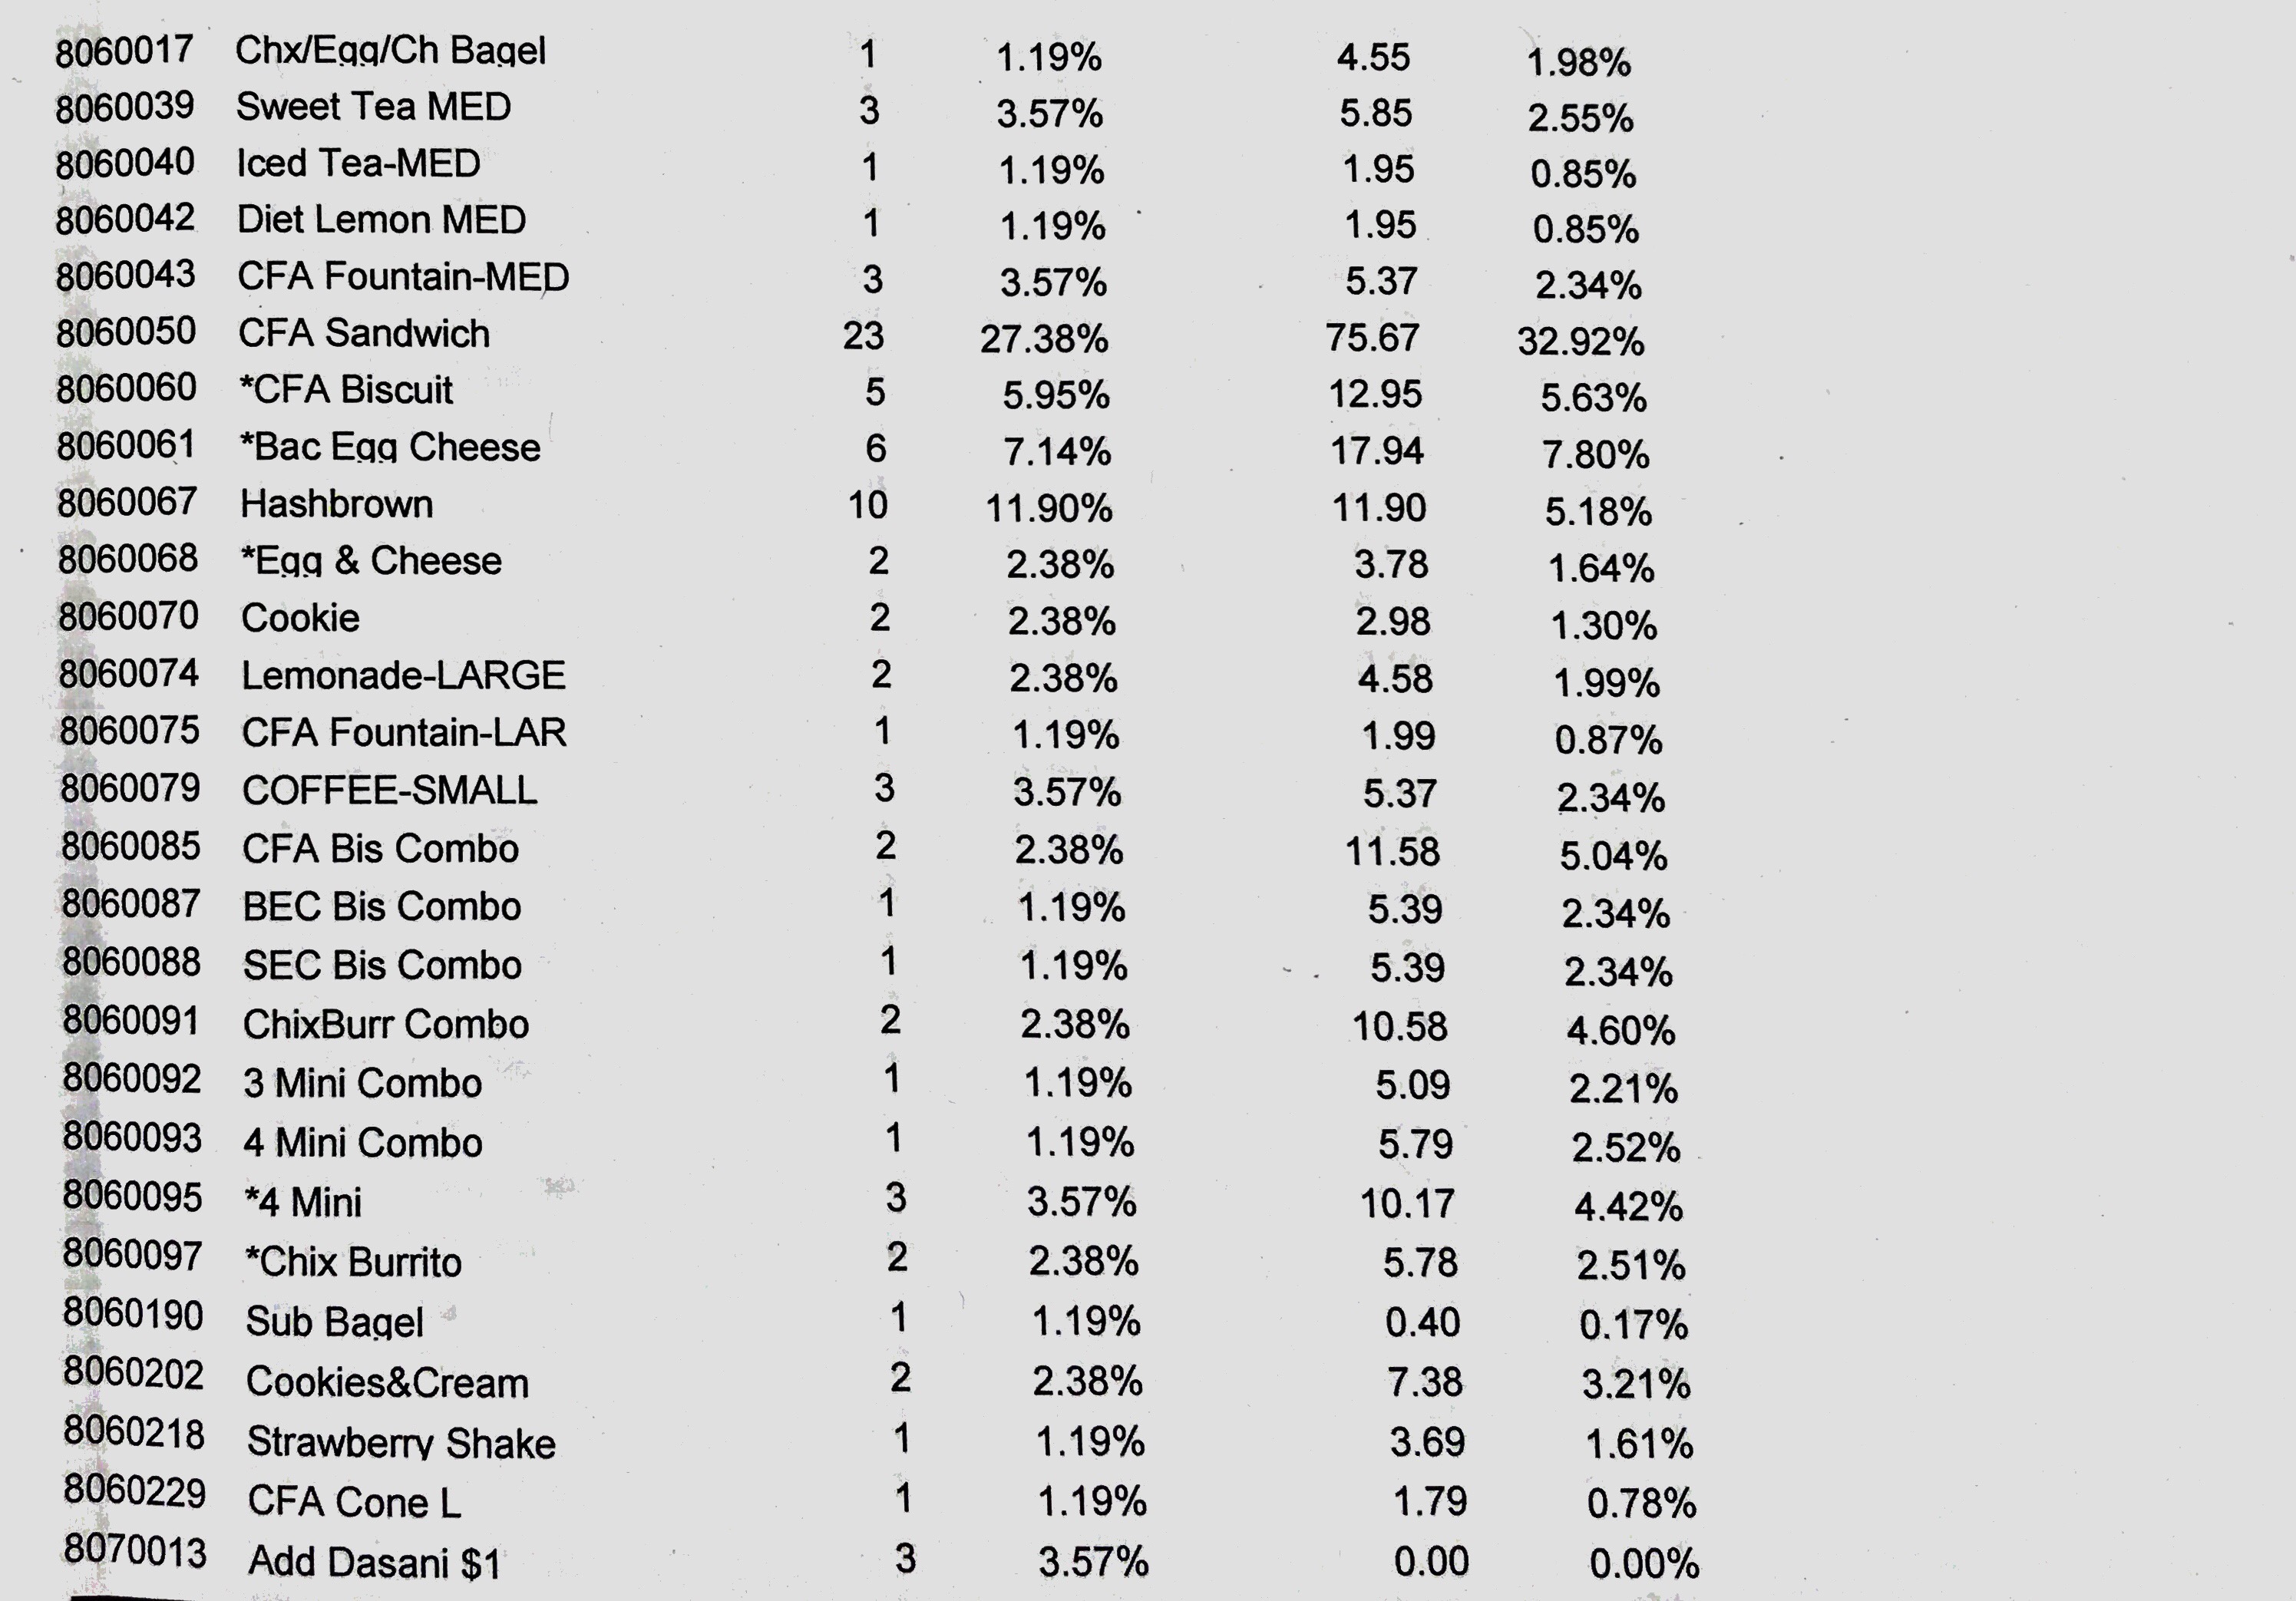 8060017 Chx/Egg/Ch Bagel 1 1.19% 4.55 1.98%
8060039 Sweet Tea MED 3 3.57% 5.85 2.55%
8060040 Iced Tea-MED 1 1.19% 1.95 0.85%
8060042 Diet Lemon MED 1 1.19% 1.95 0.85%
8060043 CFA Fountain-MED 3 3.57% 5.37 2.34%
8060050 CFA Sandwich 23 27.38% 75.67 32.92%
8060060 *CFA Biscuit 5 5.95% 12.95 5.63%
8060061 *Bac Egg Cheese 6 7.14% 17.94 7.80%
8060067 Hashbrown 10 11.90% 11.90 5.18%
8060068 *Egg & Cheese 2 2.38% 3.78 1.64%
8060070 Cookie 2 2.38% 2.98 1.30%
8060074 Lemonade-LARGE 2 2.38% 4.58 1.99%
8060075 CFA Fountain-LAR 1 1.19% 1.99 0.87%
8060079 COFFEE-SMALL 3 3.57% 5.37 2.34%
8060085 CFA Bis Combo 2 2.38% 11.58 5.04%
8060087 BEC Bis Combo 1 1.19% 5.39 2.34%
8060088 SEC Bis Combo 1 1.19% 5.39 2.34%
8060091 ChixBurr Combo 2 2.38% 10.58 4.60%
8060092 3 Mini Combo 1 1.19% 5.09 2.21%
8060093 4 Mini Combo 1 1.19% 5.79 2.52%
8060095 *4 Mini 3 3.57% 10.17 4.42%
8060097 *Chix Burrito 2 2.38% 5.78 2.51%
8060190 Sub Bagel 1 1.19% 0.40 0.17%
8060202 Cookies&Cream 2 2.38% 7.38 3.21%
8060218 Strawberry Shake 1 1.19% 3.69 1.61%
8060229 CFA Cone L 1 1.19% 1.79 0.78%
8070013 Add Dasani $1 3 3.57% 0.00 0.00%